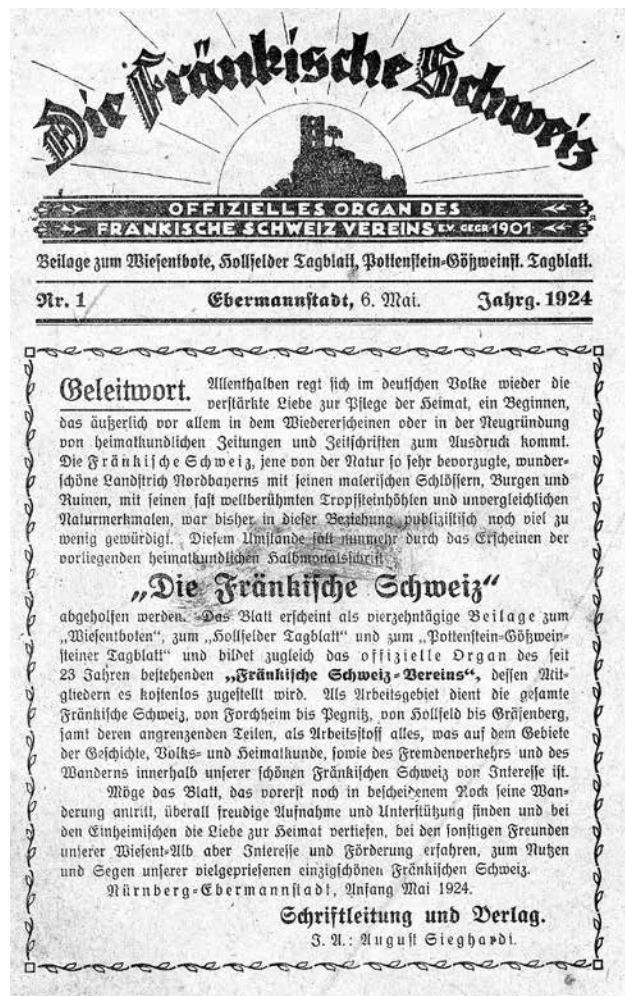 Die Fränkische Schweiz
OFFIZIELLES ORGAN DES
FRÄNKISCHE SCHWEIZ VEREINS E.V. GEGR 1901
Beilage zum Wiesentbote, Hollfelder Tagblatt, Pottenstein-Gößweinst. Tagblatt.
Nr. 1 Ebermannstadt, 6. Mai. Jahrg. 1924
Geleitwort. Allenthalben regt sich im deutschen Volke wieder die
verstärkte Liebe zur Pflege der Heimat, ein Beginnen,
das äußerlich vor allem in dem Wiedererscheinen oder in der Neugründung
von heimatkundlichen Zeitungen und Zeitschriften zum Ausdruck kommt.
Die Fränkische Schweiz, jene von der Natur so sehr bevorzugte, wunder-
schöne Landstrich Nordbayerns mit seinen malerischen Schlössern, Burgen und
Ruinen, mit seinen fast weltberühmten Tropfsteinhöhlen und unvergleichlichen
Naturmerkmalen, war bisher in dieser Beziehung publizistisch noch viel zu
wenig gewürdigt. Diesem Umstande soll nunmehr durch das Erscheinen der
vorliegenden heimatkundlichen Halbmonatsschrift
„Die Fränkische Schweiz“
abgeholfen werden. Das Blatt erscheint als vierzehntägige Beilage zum
„Wiesentboten“, zum „Hollfelder Tagblatt“ und zum „Pottenstein-Gößwein-
steiner Tagblatt“ und bildet zugleich das offizielle Organ des seit
23 Jahren bestehenden „Fränkische Schweiz-Vereins“, dessen Mit-
gliedern es kostenlos zugestellt wird. Als Arbeitsgebiet dient die gesamte
Fränkische Schweiz, von Forchheim bis Pegnitz, von Hollfeld bis Gräfenberg,
samt deren angrenzenden Teilen, als Arbeitsstoff alles, was auf dem Gebiete
der Geschichte, Volks- und Heimatkunde, sowie des Fremdenverkehrs und des
Wanderns innerhalb unserer schönen Fränkischen Schweiz von Interesse ist.
Möge das Blatt, das vorerst noch in bescheidenem Rock seine Wan-
derung antritt, überall freudige Aufnahme und Unterstützung finden und bei
den Einheimischen die Liebe zur Heimat vertiefen, bei den sonstigen Freunden
unserer Wiesent-Alb aber Interesse und Förderung erfahren, zum Nutzen
und Segen unserer vielgepriesenen einzigschönen Fränkischen Schweiz.
Nürnberg-Ebermannstadt, Anfang Mai 1924.
Schriftleitung und Verlag.
J. A.: August Sieghardt.